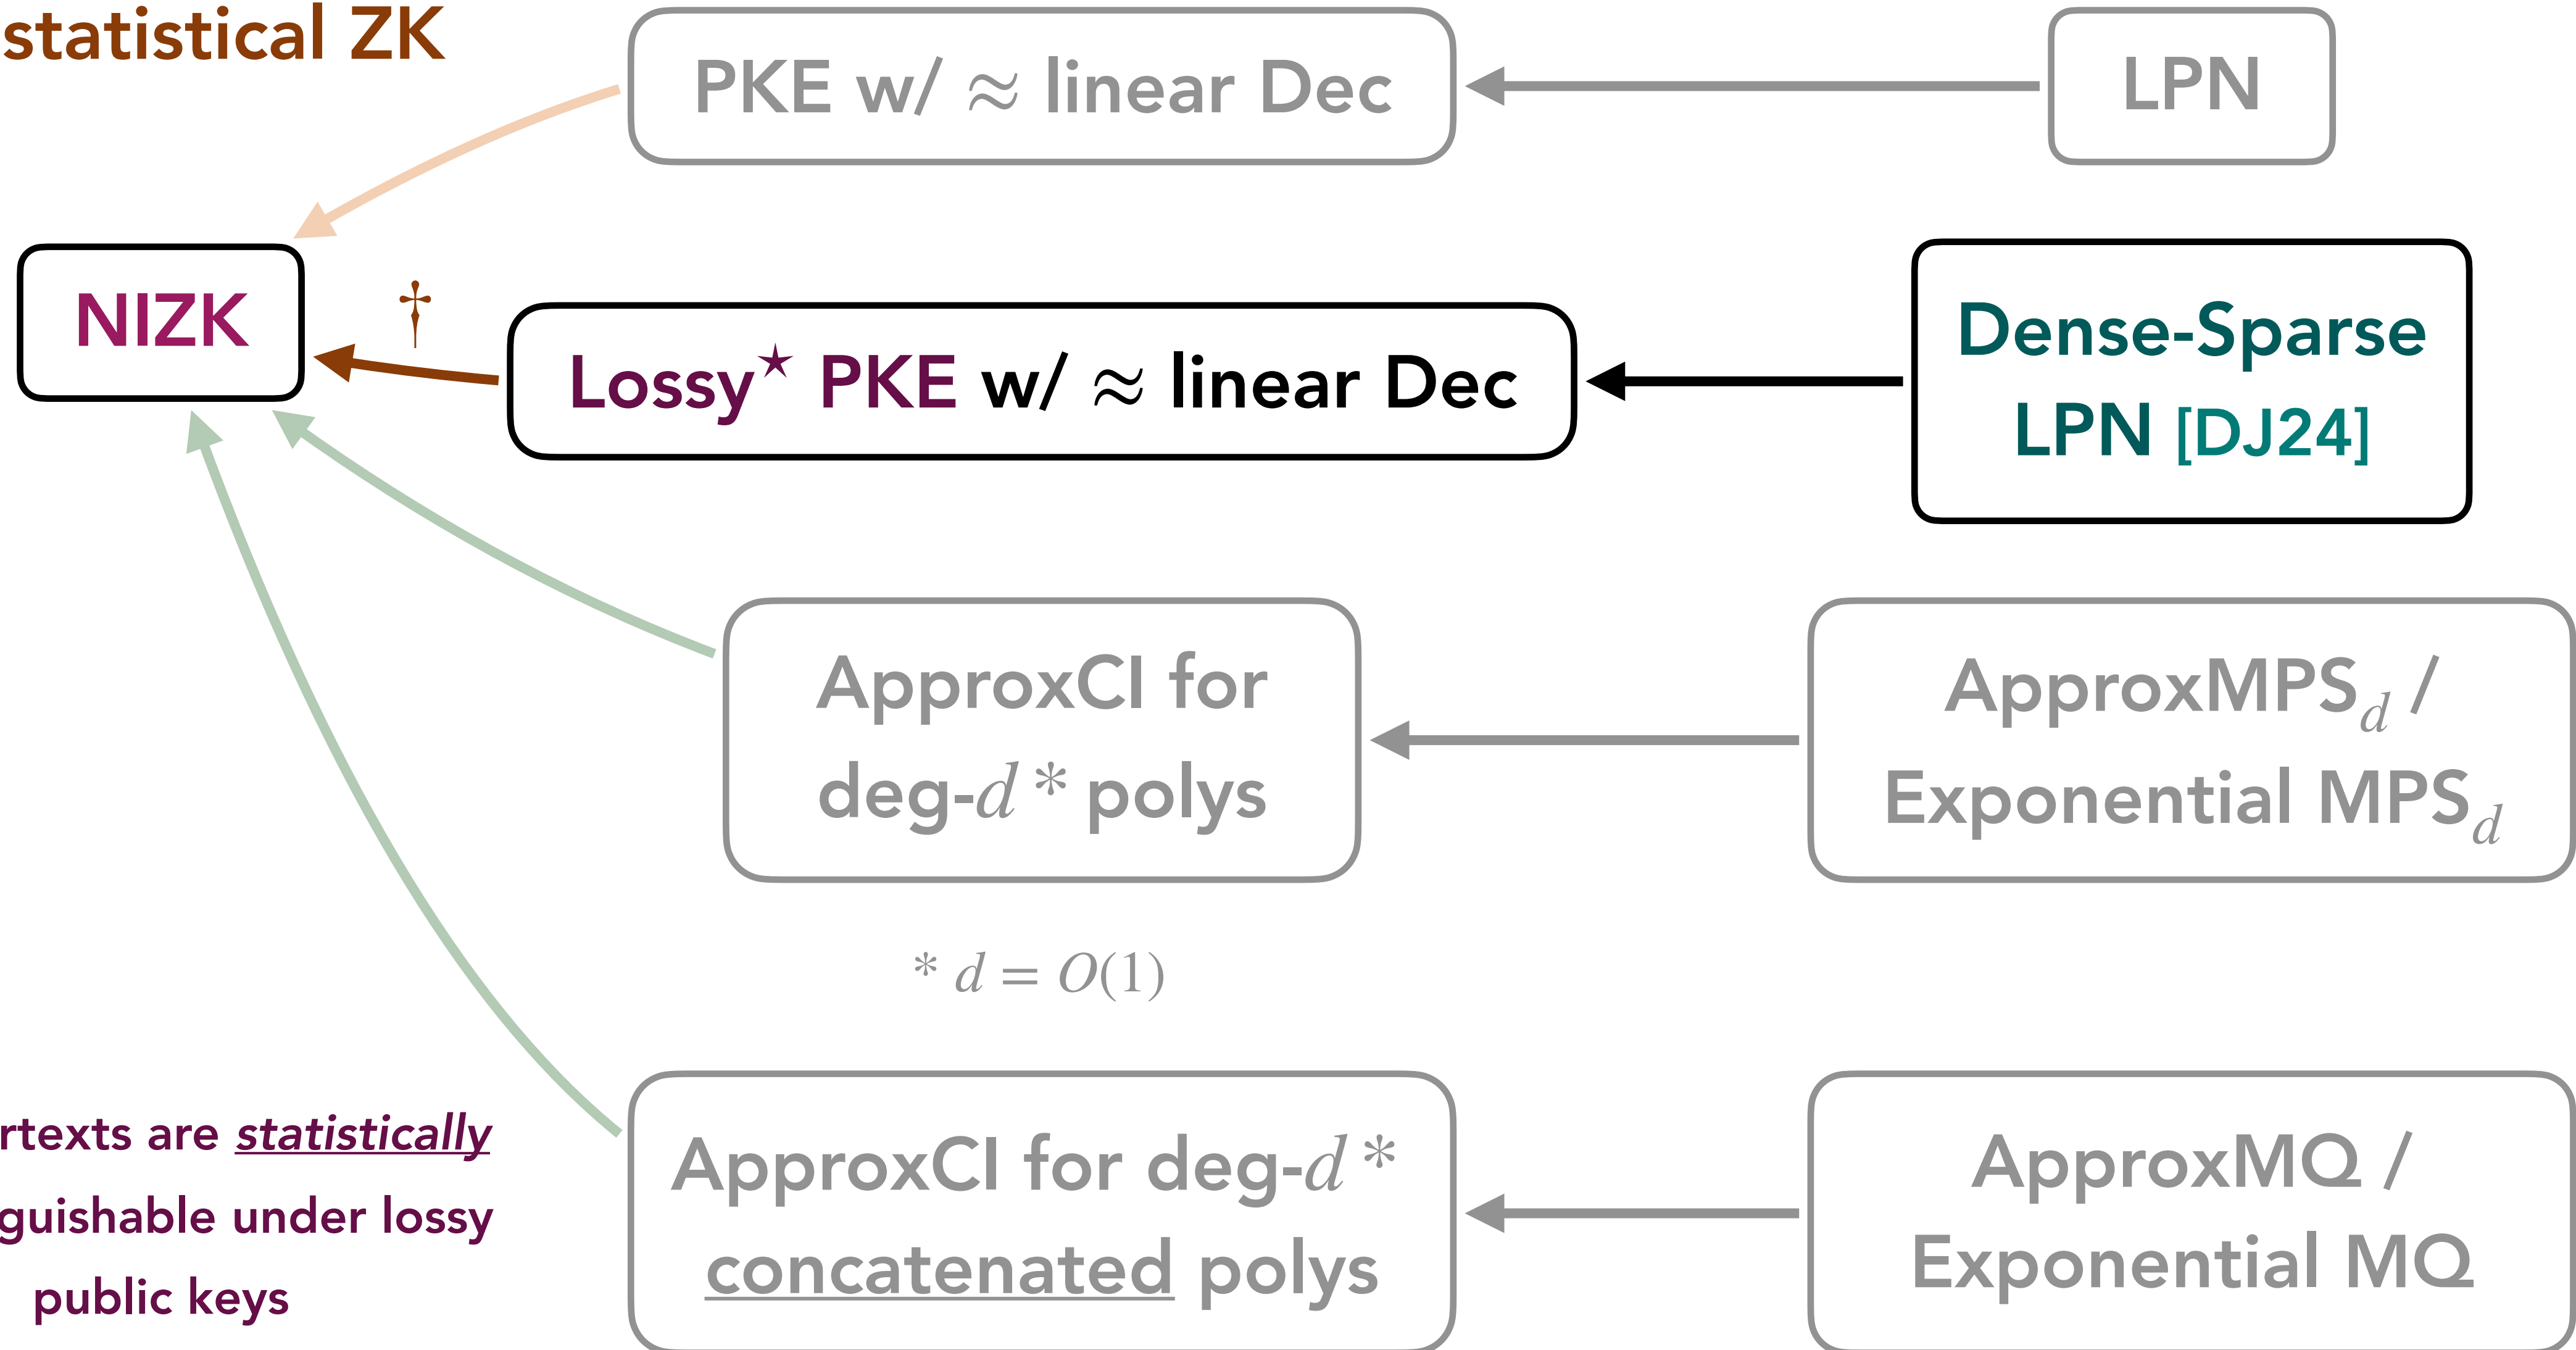 statistical ZK
PKE w/ ≈ linear Dec
LPN
NIZK
†
Lossy★ PKE w/ ≈ linear Dec
Dense-Sparse
LPN [DJ24]
ApproxCI for
deg-d * polys
ApproxMPS_d /
Exponential MPS_d
* d = O(1)
rtexts are statistically
guishable under lossy
public keys
ApproxCI for deg-d *
concatenated polys
ApproxMQ /
Exponential MQ